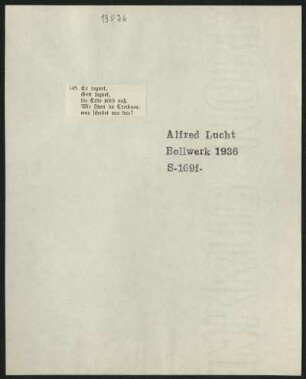 13876
145. Es regnet,
Gott segnet,
die Erde wird naß.
Wir sitzen im Trocknen,
was schadet uns das?
Alfred Lucht
Bollwerk 1936
S-169f-